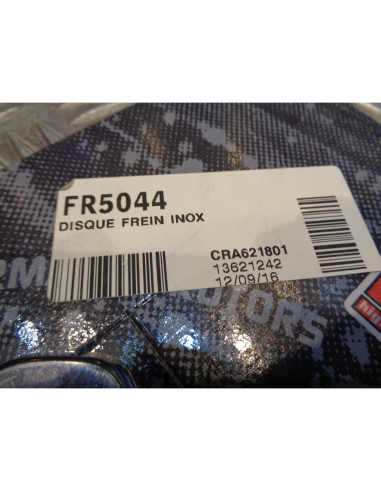 FR5044
DISQUE FREIN INOX
CRA621801
13621242
12/09/16